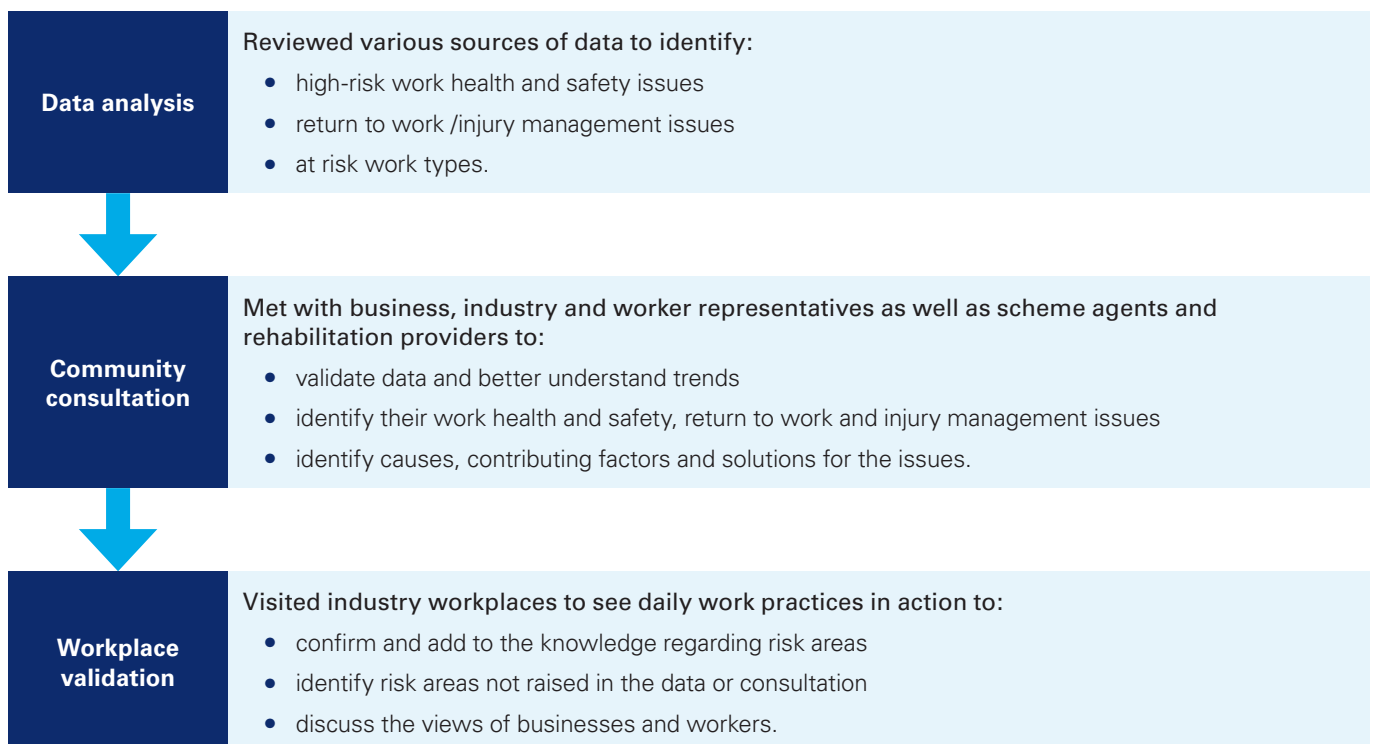 Data analysis
Reviewed various sources of data to identify:
• high-risk work health and safety issues
• return to work /injury management issues
• at risk work types.
Community
consultation
Met with business, industry and worker representatives as well as scheme agents and
rehabilitation providers to:
• validate data and better understand trends
• identify their work health and safety, return to work and injury management issues
• identify causes, contributing factors and solutions for the issues.
Workplace
validation
Visited industry workplaces to see daily work practices in action to:
• confirm and add to the knowledge regarding risk areas
• identify risk areas not raised in the data or consultation
• discuss the views of businesses and workers.